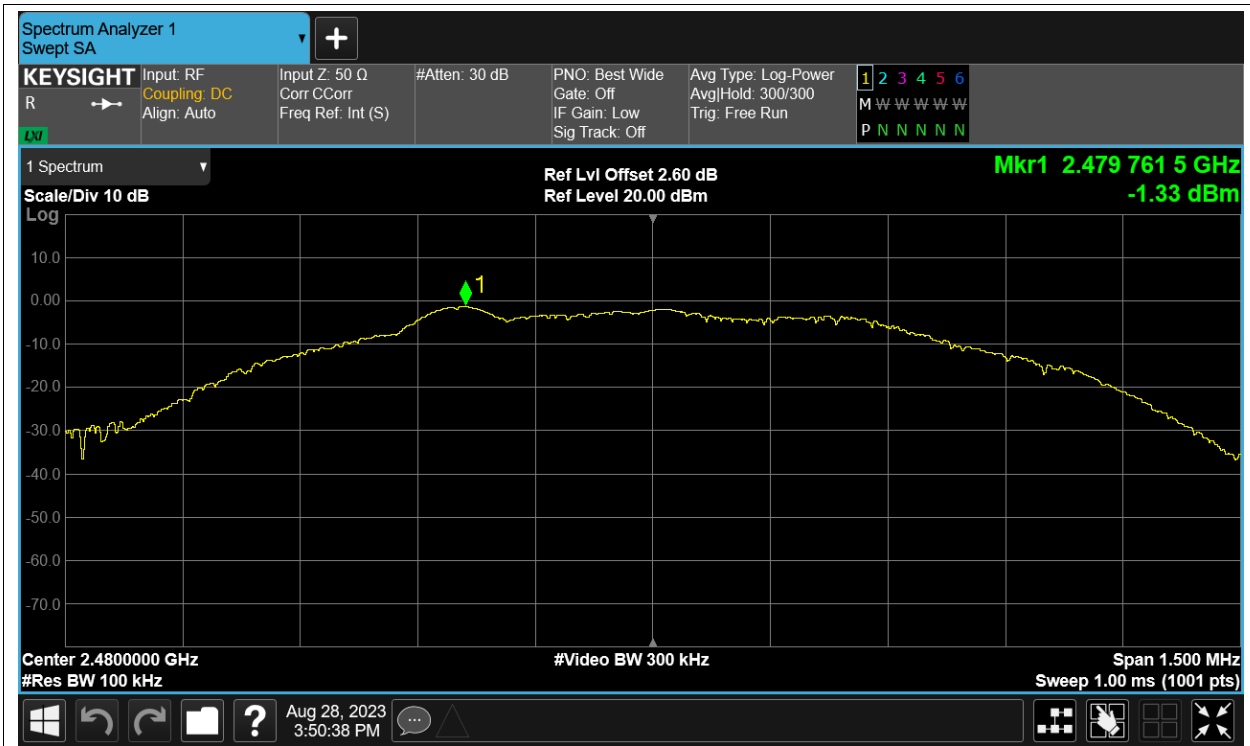 Spectrum Analyzer 1
Swept SA
KEYSIGHT
R
LXI
Input: RF
Coupling: DC
Align: Auto
Input Z: 50 Ω
Corr CCorr
Freq Ref: Int (S)
#Atten: 30 dB
PNO: Best Wide
Gate: Off
IF Gain: Low
Sig Track: Off
Avg Type: Log-Power
Avg|Hold: 300/300
Trig: Free Run
1 2 3 4 5 6
M W W W W W
P N N N N N
1 Spectrum
Scale/Div 10 dB
Log
Ref Lvl Offset 2.60 dB
Ref Level 20.00 dBm
Mkr1 2.479 761 5 GHz
-1.33 dBm
1
10.0
0.00
-10.0
-20.0
-30.0
-40.0
-50.0
-60.0
-70.0
Center 2.4800000 GHz
#Res BW 100 kHz
#Video BW 300 kHz
Span 1.500 MHz
Sweep 1.00 ms (1001 pts)
?
Aug 28, 2023
3:50:38 PM